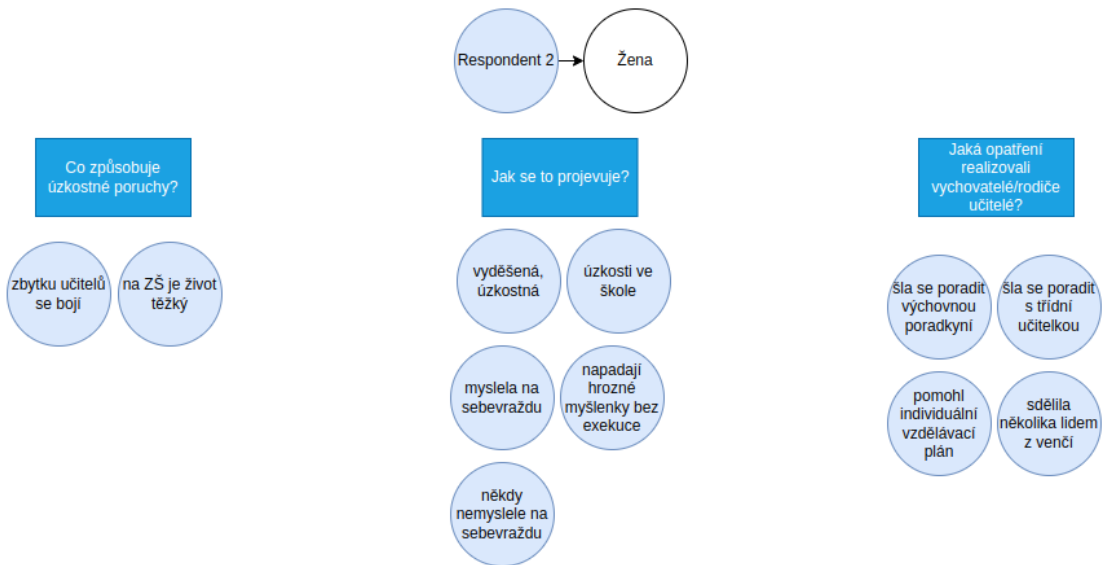 Respondent 2
Žena
Co způsobuje
úzkostné poruchy?
Jak se to projevuje?
Jaká opatření
realizovali
vychovatelé/rodiče
učitelé?
zbytku učitelů
se bojí
na ZŠ je život
těžký
vyděšená,
úzkostná
úzkosti ve
škole
šla se poradit
výchovnou
poradkyní
šla se poradit
s třídní
učitelkou
myslela na
sebevraždu
napadají
hrozné
myšlenky bez
exekuce
pomohl
individuální
vzdělávací
plán
sdělila
několika lidem
z venčí
někdy
nemyslele na
sebevraždu